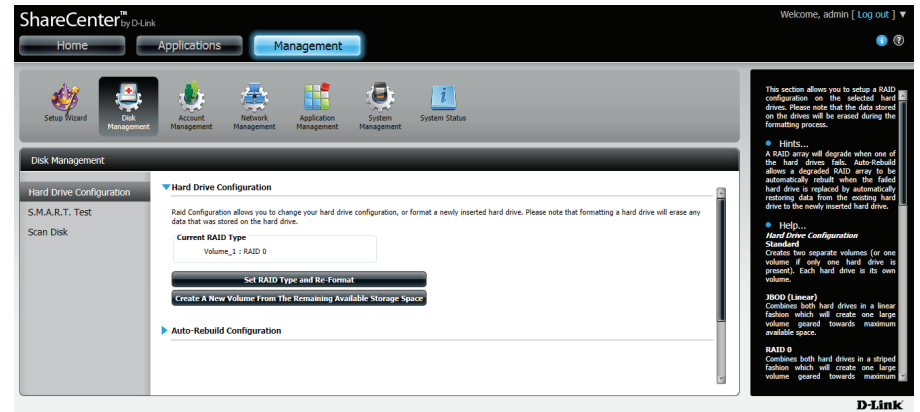 ShareCenter™ by D-Link
Welcome, admin [ Log out ] ▼
Home
Applications
Management
Setup Wizard
Disk
Management
Account
Management
Network
Management
Application
Management
System
Management
System Status
Disk Management
Hard Drive Configuration
S.M.A.R.T. Test
Scan Disk
Hard Drive Configuration
Raid Configuration allows you to change your hard drive configuration, or format a newly inserted hard drive. Please note that formatting a hard drive will erase any
data that was stored on the hard drive.
Current RAID Type
Volume_1 : RAID 0
Set RAID Type and Re-Format
Create A New Volume From The Remaining Available Storage Space
Auto-Rebuild Configuration
This section allows you to setup a RAID
configuration on the selected hard
drives. Please note that the data stored
on the drives will be erased during the
formatting process.
Hints...
A RAID array will degrade when one of
the hard drives fails. Auto-Rebuild
allows a degraded RAID array to be
automatically rebuilt when the failed
hard drive is replaced by automatically
restoring data from the existing hard
drive to the newly inserted hard drive.
Help...
Hard Drive Configuration
Standard
Creates two separate volumes (or one
volume if only one hard drive is
present). Each hard drive is its own
volume.
JBOD (Linear)
Combines both hard drives in a linear
fashion which will create one large
volume geared towards maximum
available space.
RAID 0
Combines both hard drives in a striped
fashion which will create one large
volume geared towards maximum
D-Link